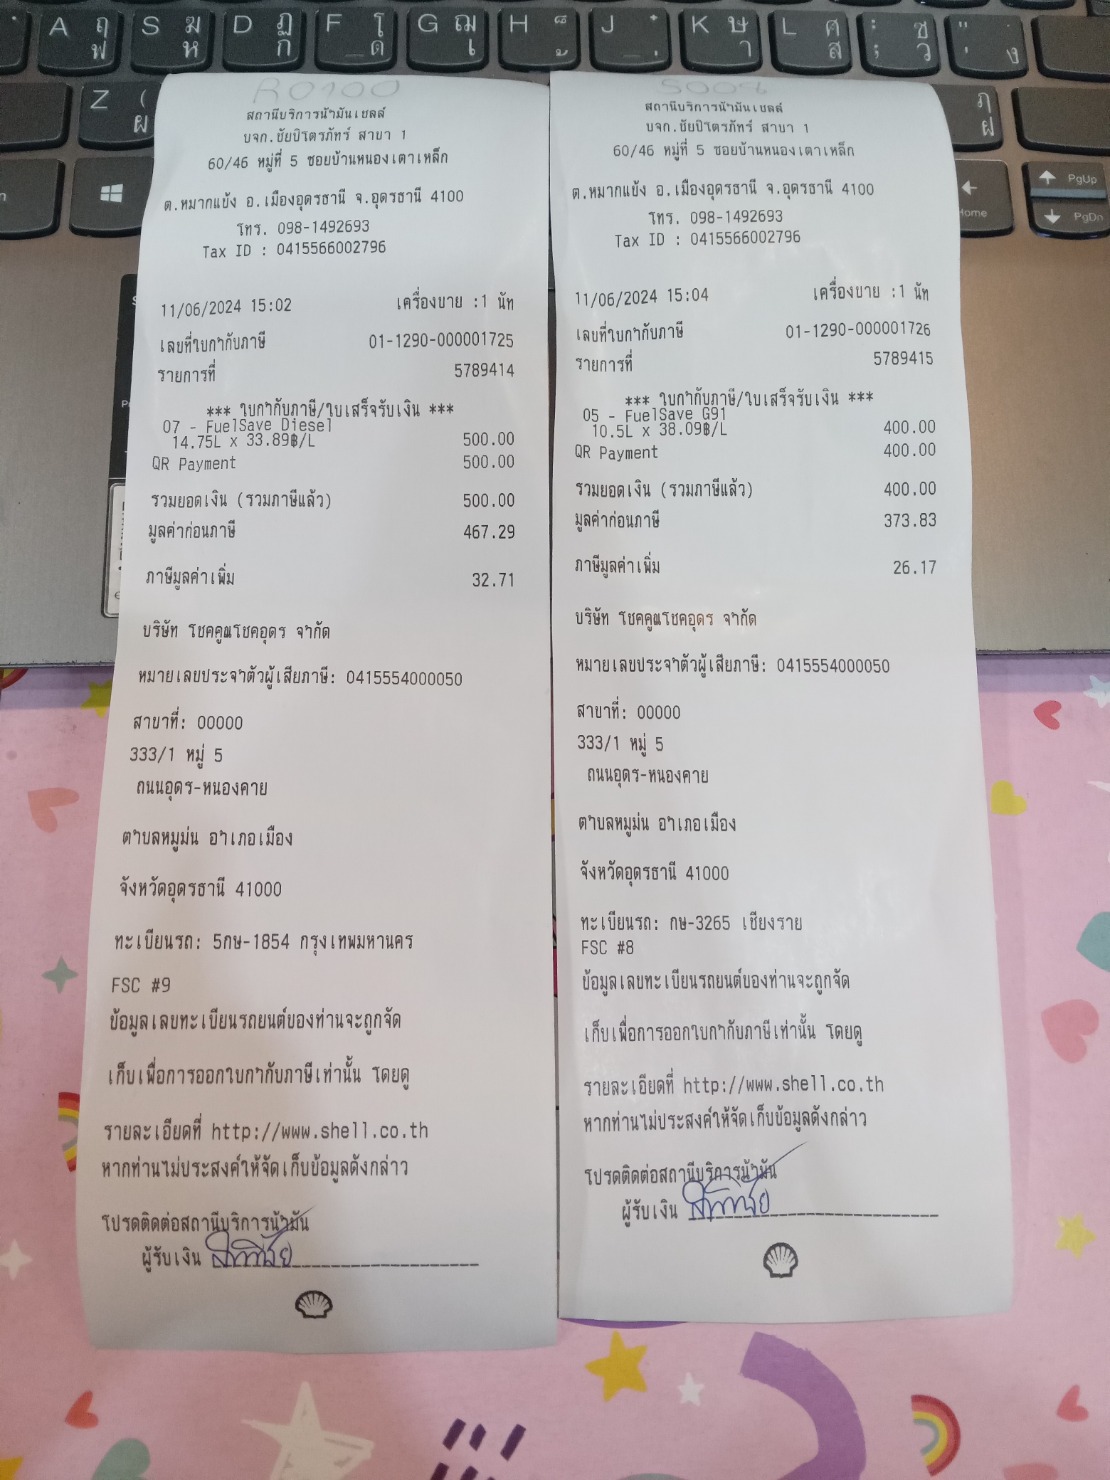 A ฤ ฟ
S ฆ ห
D ฏ ก
F โ ด
G ฌ เ
H ็ ้
J ๋ ่
K ษ า
L ศ ส
: ; ซ ว
" ' . ง
Z ( ผ
ฦ ฝ
PgUp
Home
PgDn
R0100
สถานีบริการน้ำมันเชลล์
บจก.ชัยปิโตรภัทร์ สาขา 1
60/46 หมู่ที่ 5 ซอยบ้านหนองเตาเหล็ก
ต.หมากแข้ง อ.เมืองอุดรธานี จ.อุดรธานี 4100
โทร. 098-1492693
Tax ID : 0415566002796
11/06/2024 15:02 เครื่องขาย :1 นัท
เลขที่ใบกำกับภาษี 01-1290-000001725
รายการที่ 5789414
*** ใบกำกับภาษี/ใบเสร็จรับเงิน ***
07 - FuelSave Diesel
14.75L x 33.89฿/L 500.00
QR Payment 500.00
รวมยอดเงิน (รวมภาษีแล้ว) 500.00
มูลค่าก่อนภาษี 467.29
ภาษีมูลค่าเพิ่ม 32.71
บริษัท โชคคูณโชคอุดร จำกัด
หมายเลขประจำตัวผู้เสียภาษี: 0415554000050
สาขาที่: 00000
333/1 หมู่ 5
ถนนอุดร-หนองคาย
ตำบลหมูม่น อำเภอเมือง
จังหวัดอุดรธานี 41000
ทะเบียนรถ: 5กษ-1854 กรุงเทพมหานคร
FSC #9
ข้อมูลเลขทะเบียนรถยนต์ของท่านจะถูกจัด
เก็บเพื่อการออกใบกำกับภาษีเท่านั้น โดยดู
รายละเอียดที่ http://www.shell.co.th
หากท่านไม่ประสงค์ให้จัดเก็บข้อมูลดังกล่าว
โปรดติดต่อสถานีบริการน้ำมัน
ผู้รับเงิน
สถานีบริการน้ำมันเชลล์
บจก.ชัยปิโตรภัทร์ สาขา 1
60/46 หมู่ที่ 5 ซอยบ้านหนองเตาเหล็ก
ต.หมากแข้ง อ.เมืองอุดรธานี จ.อุดรธานี 4100
โทร. 098-1492693
Tax ID : 0415566002796
11/06/2024 15:04 เครื่องขาย :1 นัท
เลขที่ใบกำกับภาษี 01-1290-000001726
รายการที่ 5789415
*** ใบกำกับภาษี/ใบเสร็จรับเงิน ***
05 - FuelSave G91
10.5L x 38.09฿/L 400.00
QR Payment 400.00
รวมยอดเงิน (รวมภาษีแล้ว) 400.00
มูลค่าก่อนภาษี 373.83
ภาษีมูลค่าเพิ่ม 26.17
บริษัท โชคคูณโชคอุดร จำกัด
หมายเลขประจำตัวผู้เสียภาษี: 0415554000050
สาขาที่: 00000
333/1 หมู่ 5
ถนนอุดร-หนองคาย
ตำบลหมูม่น อำเภอเมือง
จังหวัดอุดรธานี 41000
ทะเบียนรถ: กษ-3265 เชียงราย
FSC #8
ข้อมูลเลขทะเบียนรถยนต์ของท่านจะถูกจัด
เก็บเพื่อการออกใบกำกับภาษีเท่านั้น โดยดู
รายละเอียดที่ http://www.shell.co.th
หากท่านไม่ประสงค์ให้จัดเก็บข้อมูลดังกล่าว
โปรดติดต่อสถานีบริการน้ำมัน
ผู้รับเงิน